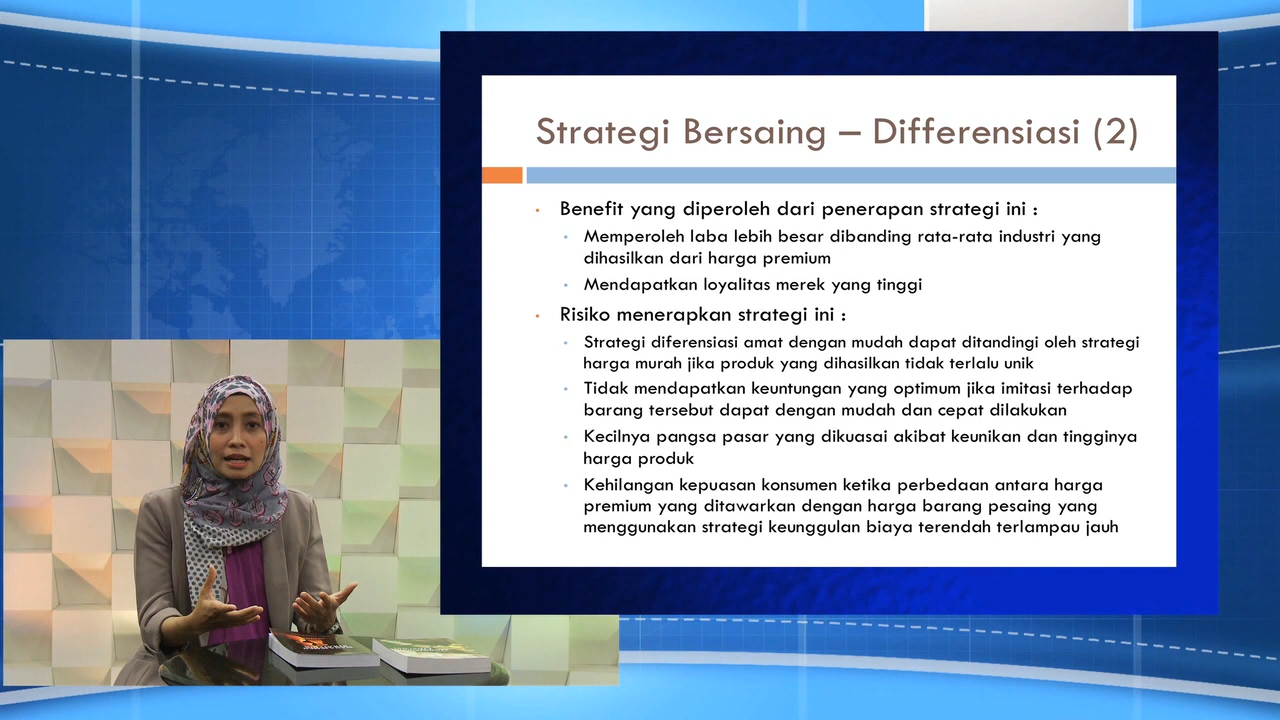 Strategi Bersaing – Differensiasi (2)
Benefit yang diperoleh dari penerapan strategi ini :
Memperoleh laba lebih besar dibanding rata-rata industri yang
dihasilkan dari harga premium
Mendapatkan loyalitas merek yang tinggi
Risiko menerapkan strategi ini :
Strategi diferensiasi amat dengan mudah dapat ditandingi oleh strategi
harga murah jika produk yang dihasilkan tidak terlalu unik
Tidak mendapatkan keuntungan yang optimum jika imitasi terhadap
barang tersebut dapat dengan mudah dan cepat dilakukan
Kecilnya pangsa pasar yang dikuasai akibat keunikan dan tingginya
harga produk
Kehilangan kepuasan konsumen ketika perbedaan antara harga
premium yang ditawarkan dengan harga barang pesaing yang
menggunakan strategi keunggulan biaya terendah terlampau jauh